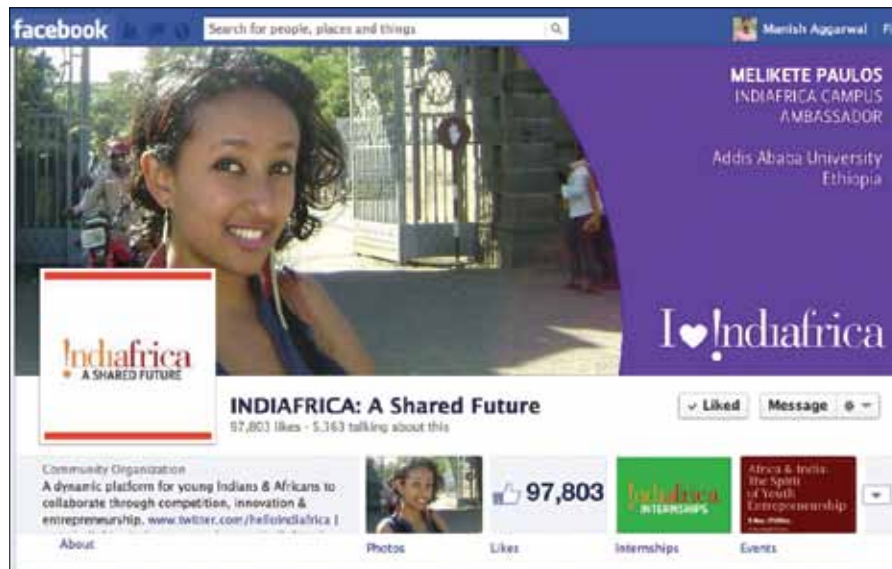 facebook
Search for people, places and things
Manish Aggarwal
MELIKETE PAULOS
INDIAFRICA CAMPUS
AMBASSADOR
Addis Ababa University
Ethiopia
I♥!ndıafrica
!ndıafrica
A SHARED FUTURE
INDIAFRICA: A Shared Future
97,803 likes · 5,363 talking about this
✓ Liked
Message
Community Organization
A dynamic platform for young Indians & Africans to
collaborate through competition, innovation &
entrepreneurship. www.twitter.com/helloindiafrica |
About
Photos
97,803
Likes
!ndıafrica
INTERNSHIPS
Internships
Africa & India:
The Spirit
of Youth
Entrepreneurship
Events